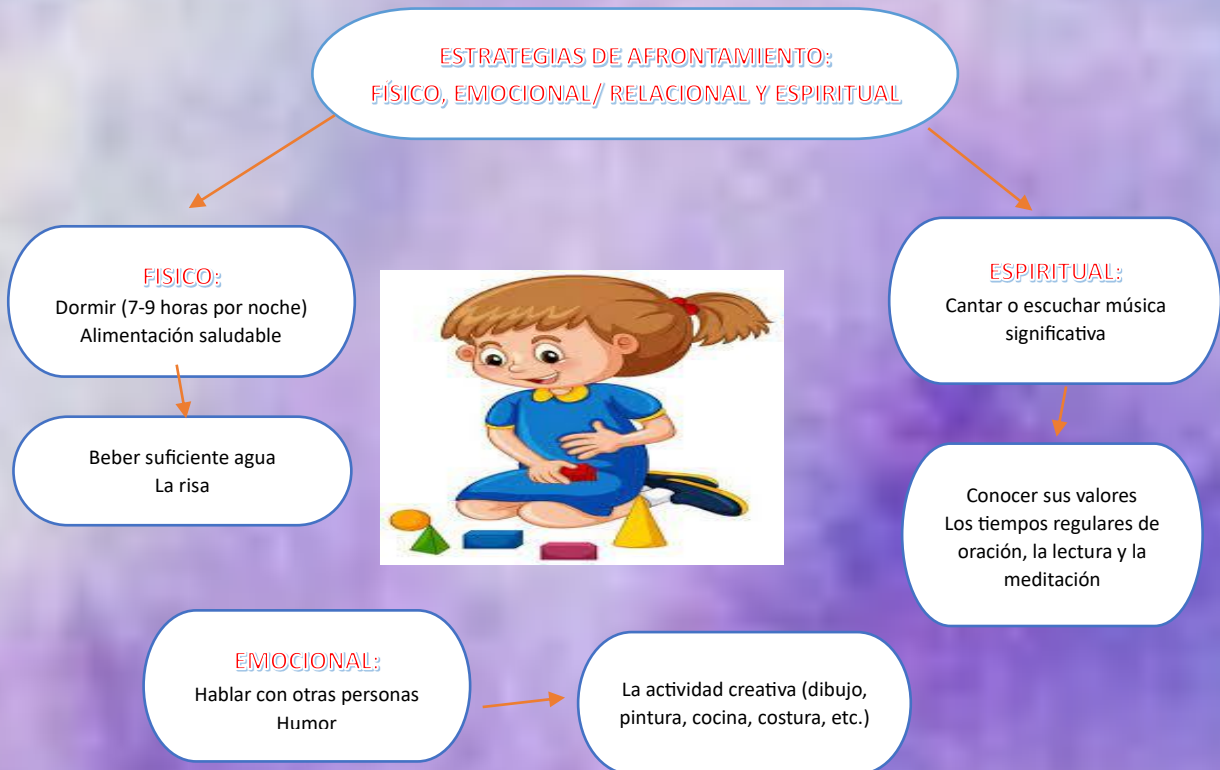 ESTRATEGIAS DE AFRONTAMIENTO:
FÍSICO, EMOCIONAL/ RELACIONAL Y ESPIRITUAL
FISICO:
Dormir (7-9 horas por noche)
Alimentación saludable
Beber suficiente agua
La risa
ESPIRITUAL:
Cantar o escuchar música
significativa
Conocer sus valores
Los tiempos regulares de
oración, la lectura y la
meditación
EMOCIONAL:
Hablar con otras personas
Humor
La actividad creativa (dibujo,
pintura, cocina, costura, etc.)